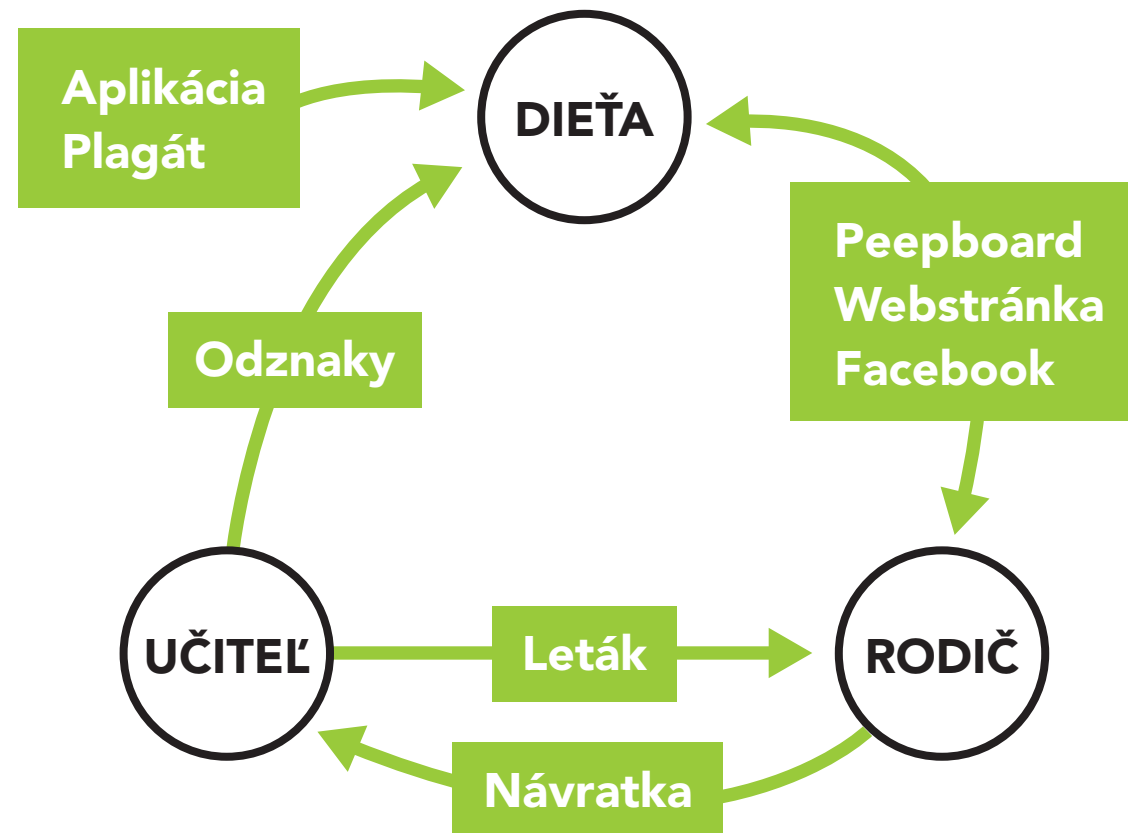 Aplikácia
Plagát
DIEŤA
Peepboard
Webstránka
Facebook
Odznaky
UČITEĽ
Leták
RODIČ
Návratka